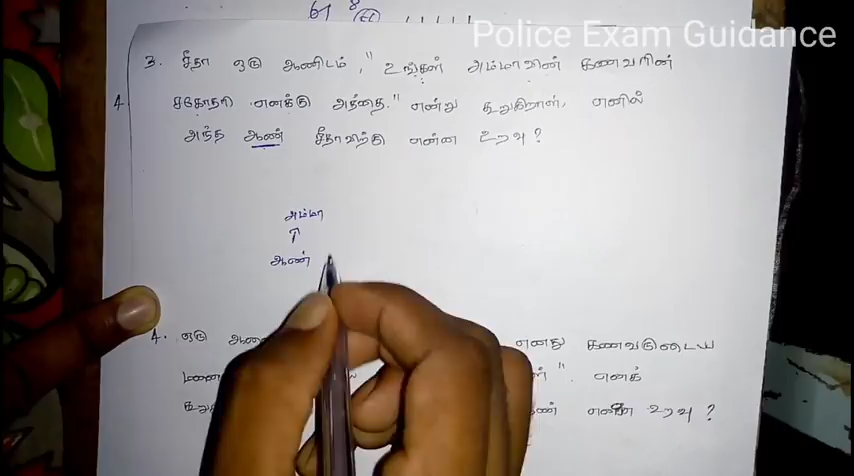 Police Exam Guidance
3. சீதா ஒரு ஆணிடம், "உங்கள் அம்மாவின் கணவரின்
சகோதரி எனக்கு அத்தை." என்று கூறுகிறாள், எனில்
அந்த ஆண் சீதாவிற்கு என்ன உறவு?
அம்மா
↑
ஆண்
4. ஒரு எனது கணவருடைய
எனக்
உறவு?